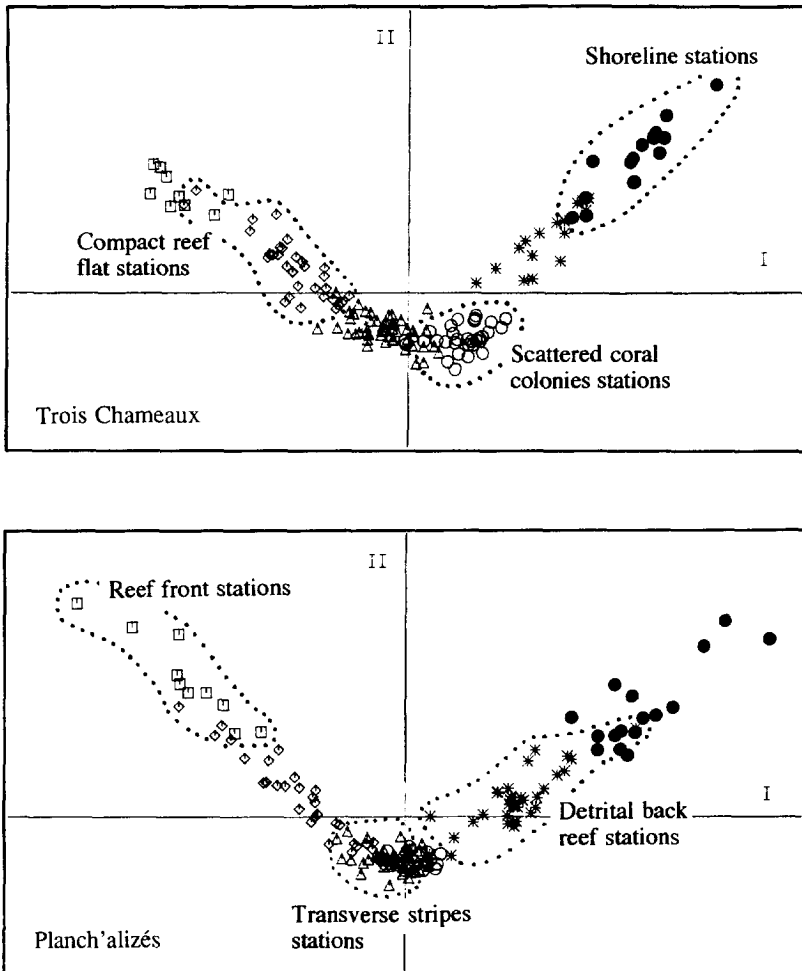 II
Shoreline stations
Compact reef
flat stations
I
Scattered coral
colonies stations
Trois Chameaux
II
Reef front stations
I
Detrital back
reef stations
Transverse stripes
stations
Planch'alizés